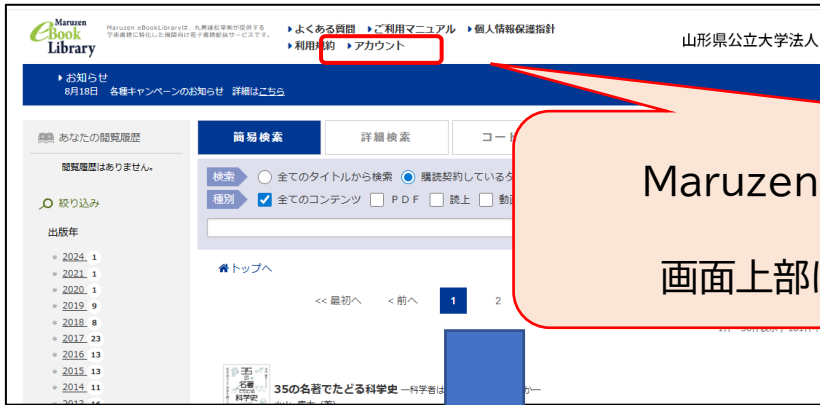 Maruzen
eBook
Library
Maruzen eBookLibraryは、丸善雄松堂が提供する
学術書籍に特化した機関向け電子書籍配信サービスです。
よくある質問 ご利用マニュアル 個人情報保護指針
利用規約 アカウント
山形県公立大学法人
お知らせ
8月18日 各種キャンペーンのお知らせ 詳細はこちら
あなたの閲覧履歴
閲覧履歴はありません。
絞り込み
出版年
2024 1
2021 1
2020 1
2019 9
2018 8
2017 23
2016 13
2015 13
2014 11
簡易検索 詳細検索 コード
検索 全てのタイトルから検索 購読契約しているタ
種別 全てのコンテンツ PDF 読上 動画
トップへ
<< 最初へ < 前へ 1 2
35の名著でたどる科学史 ―科学者は
Maruzen
画面上部に